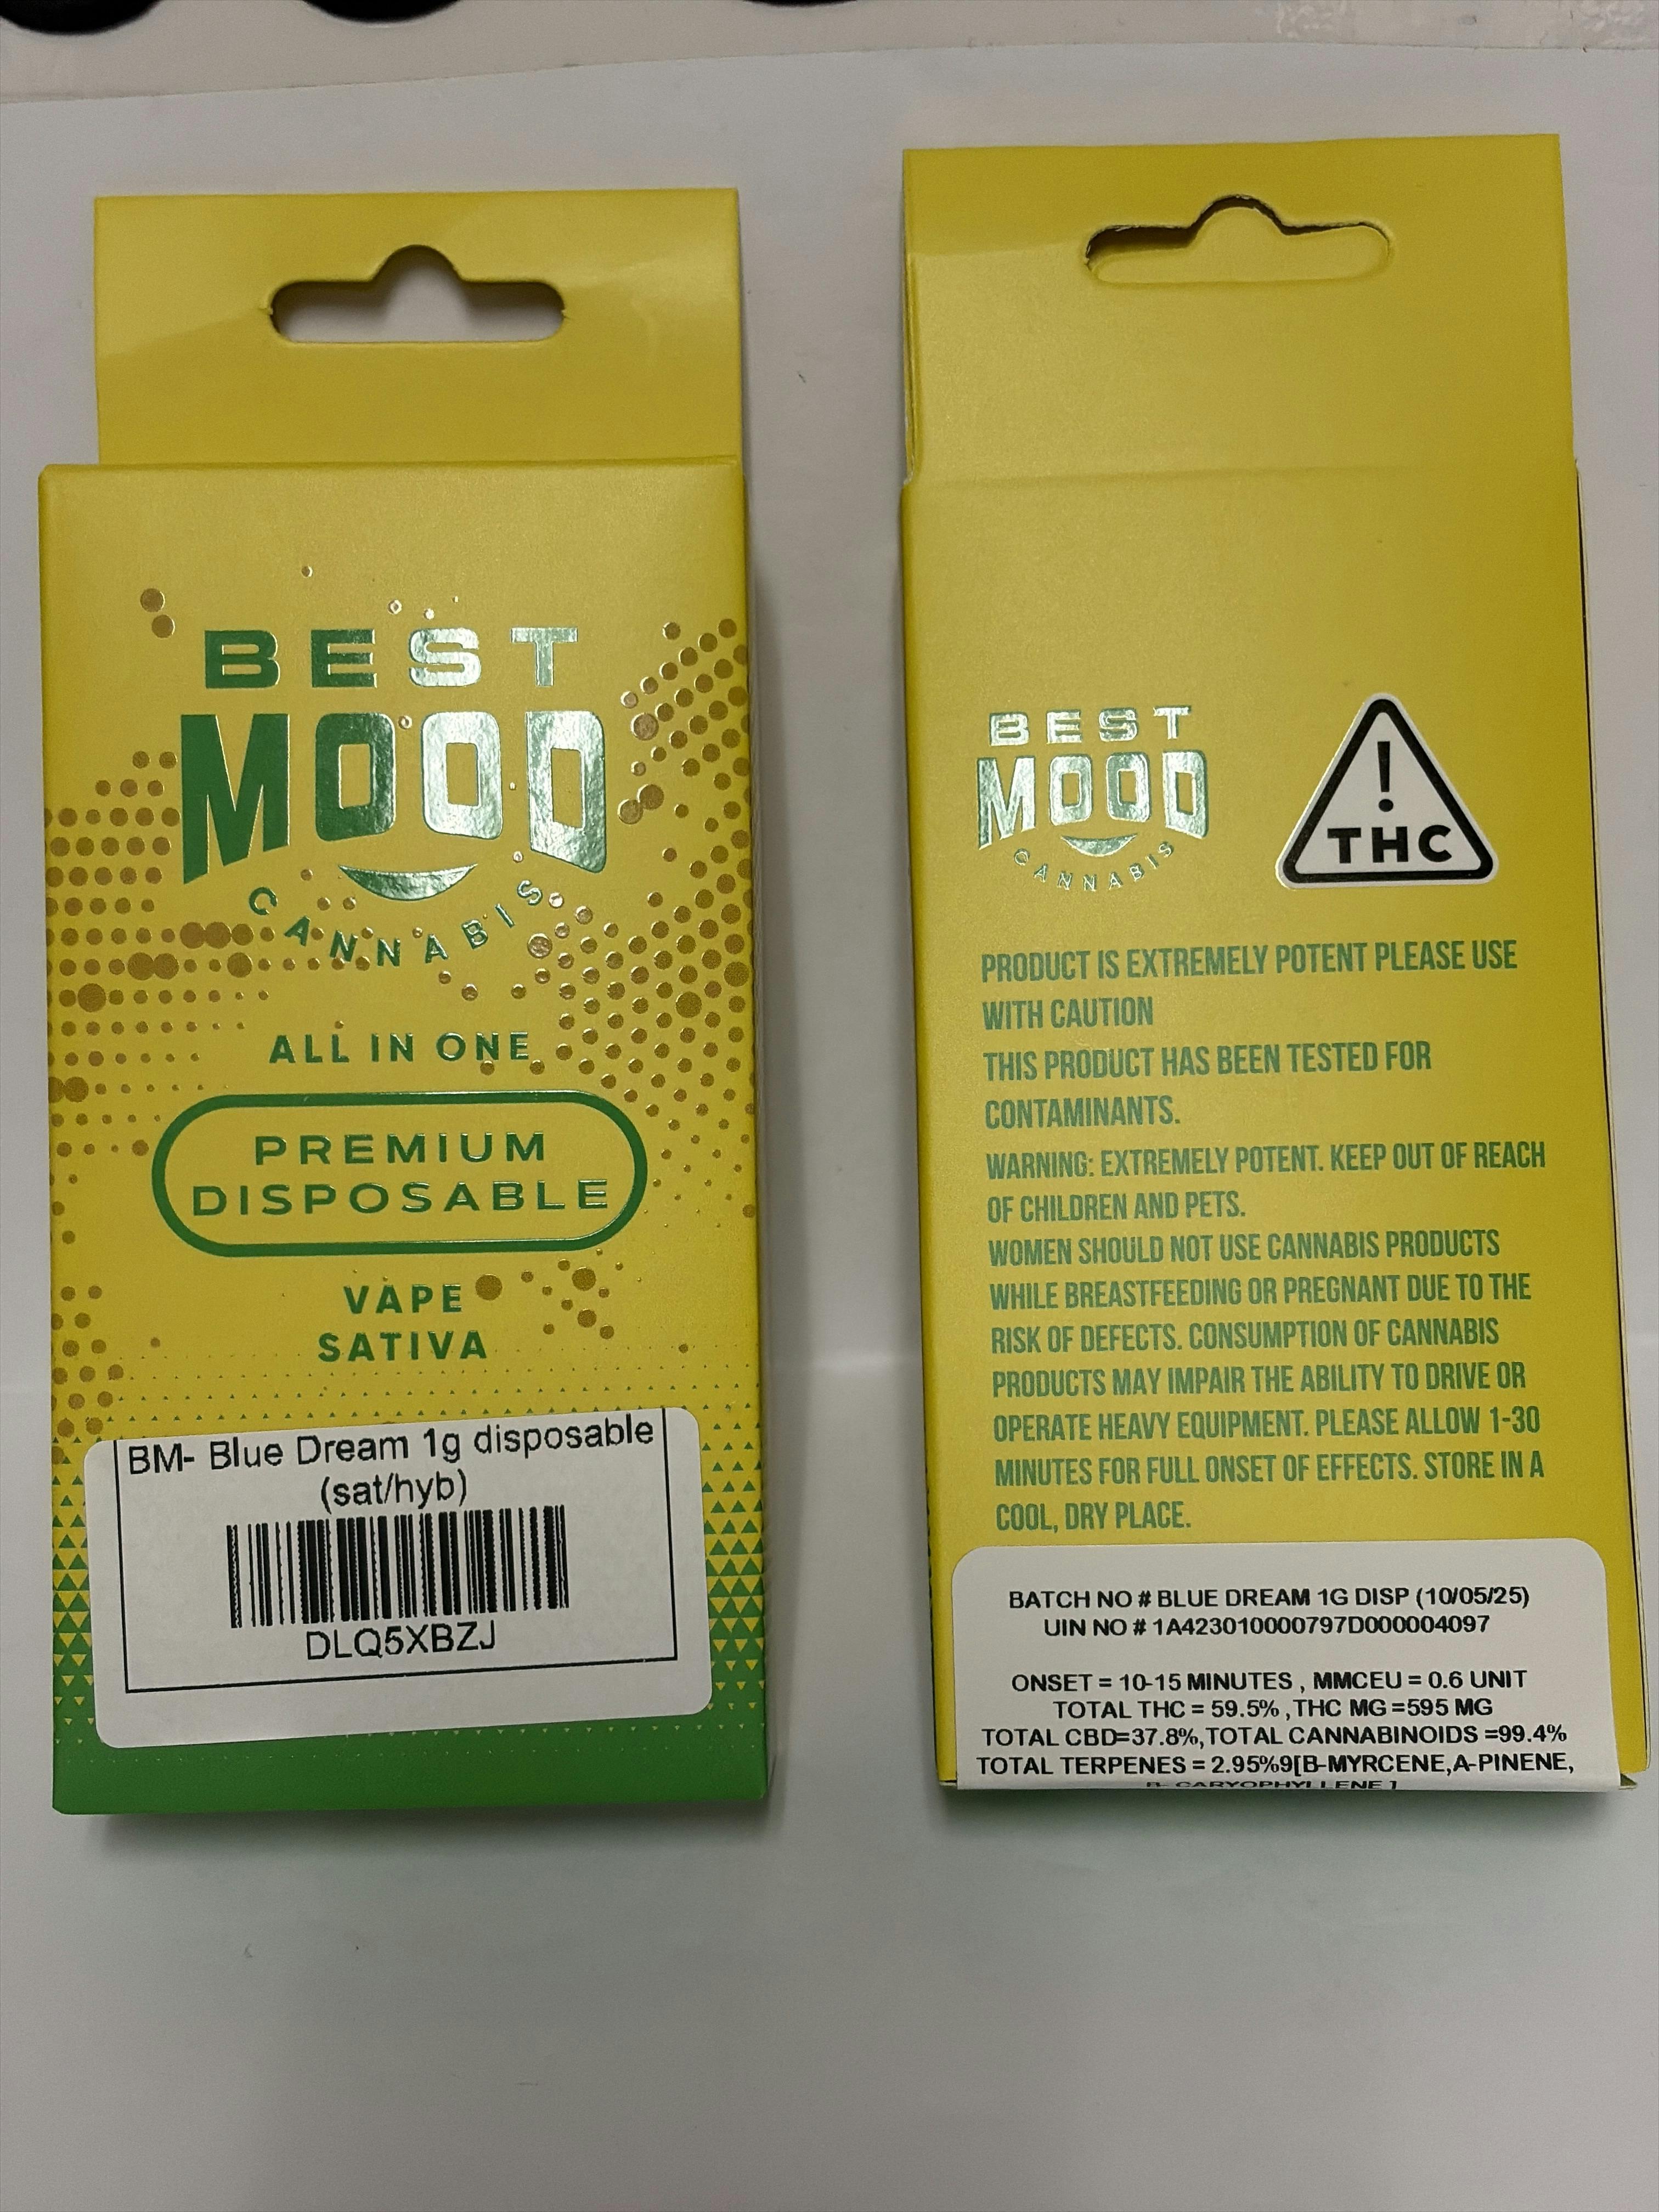 BEST
MOOD
CANNABIS
ALL IN ONE
PREMIUM
DISPOSABLE
VAPE
SATIVA
BM- Blue Dream 1g disposable
(sat/hyb)
DLQ5XBZJ
BEST
MOOD
CANNABIS
!
THC
PRODUCT IS EXTREMELY POTENT PLEASE USE
WITH CAUTION
THIS PRODUCT HAS BEEN TESTED FOR
CONTAMINANTS.
WARNING: EXTREMELY POTENT. KEEP OUT OF REACH
OF CHILDREN AND PETS.
WOMEN SHOULD NOT USE CANNABIS PRODUCTS
WHILE BREASTFEEDING OR PREGNANT DUE TO THE
RISK OF DEFECTS. CONSUMPTION OF CANNABIS
PRODUCTS MAY IMPAIR THE ABILITY TO DRIVE OR
OPERATE HEAVY EQUIPMENT. PLEASE ALLOW 1-30
MINUTES FOR FULL ONSET OF EFFECTS. STORE IN A
COOL, DRY PLACE.
BATCH NO # BLUE DREAM 1G DISP (10/05/25)
UIN NO # 1A423010000797D000004097
ONSET = 10-15 MINUTES , MMCEU = 0.6 UNIT
TOTAL THC = 59.5% , THC MG =595 MG
TOTAL CBD=37.8%,TOTAL CANNABINOIDS =99.4%
TOTAL TERPENES = 2.95%9[B-MYRCENE,A-PINENE,
B- CARYOPHYLLENE ]